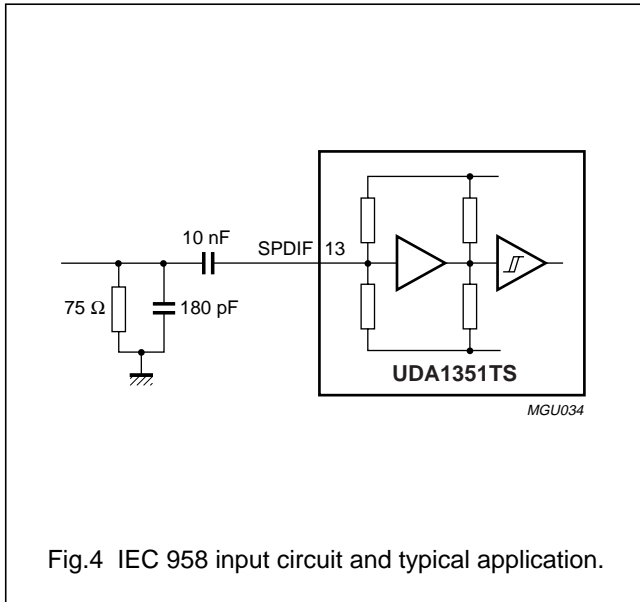 10 nF
SPDIF 13
75 Ω
180 pF
UDA1351TS
MGU034
Fig.4 IEC 958 input circuit and typical application.